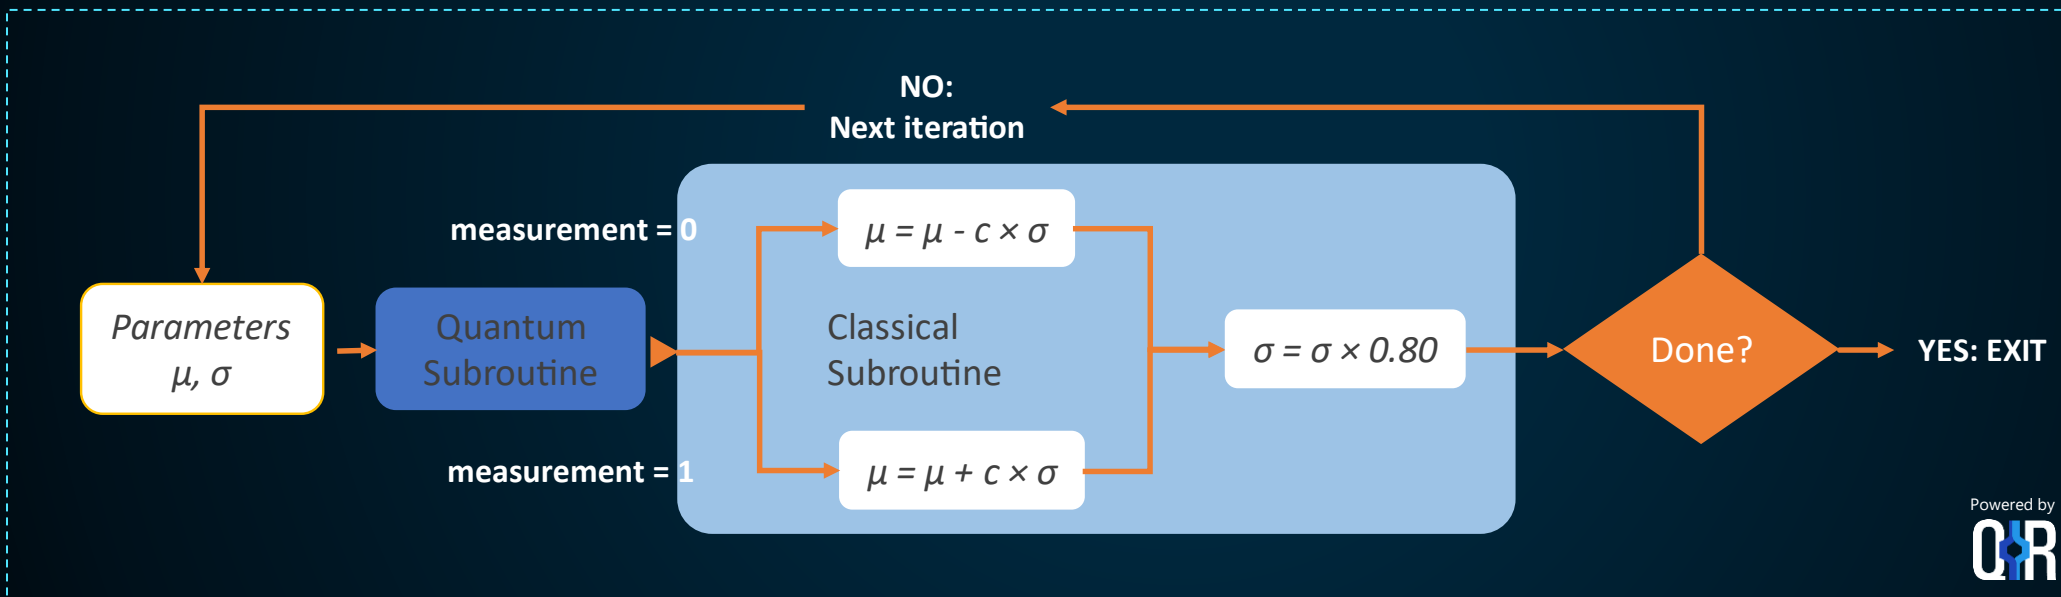 NO:
Next iteration
measurement = 0
μ = μ - c × σ
Parameters
μ, σ
Quantum
Subroutine
Classical
Subroutine
σ = σ × 0.80
Done?
YES: EXIT
measurement = 1
μ = μ + c × σ
Powered by
QIR